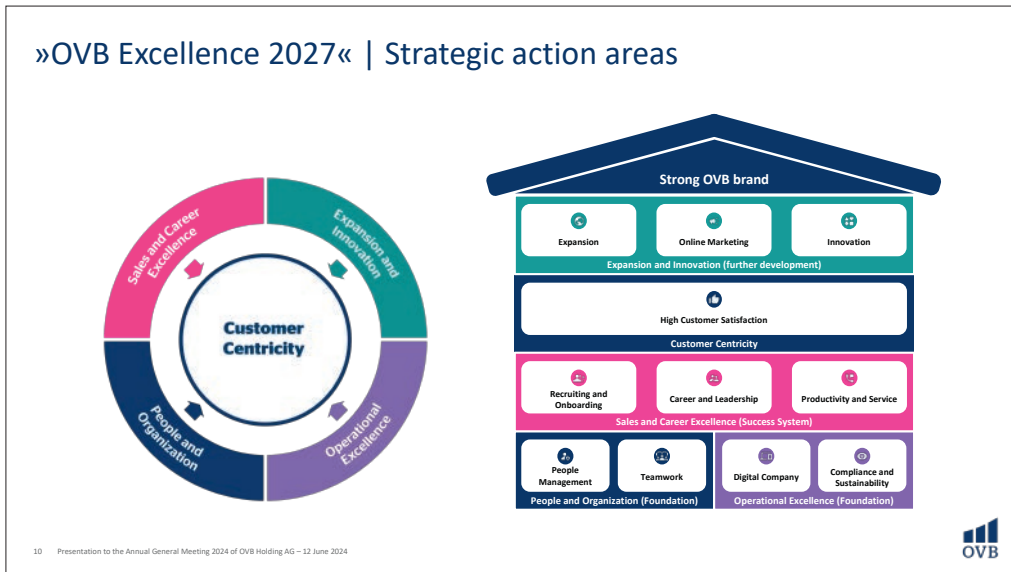 »OVB Excellence 2027« | Strategic action areas
Sales and Career
Excellence
Expansion and
Innovation
Customer
Centricity
People and
Organization
Operational
Excellence
Strong OVB brand
Expansion
Online Marketing
Innovation
Expansion and Innovation (further development)
High Customer Satisfaction
Customer Centricity
Recruiting and
Onboarding
Career and Leadership
Productivity and Service
Sales and Career Excellence (Success System)
People
Management
Teamwork
Digital Company
Compliance and
Sustainability
People and Organization (Foundation)
Operational Excellence (Foundation)
10 Presentation to the Annual General Meeting 2024 of OVB Holding AG – 12 June 2024
OVB